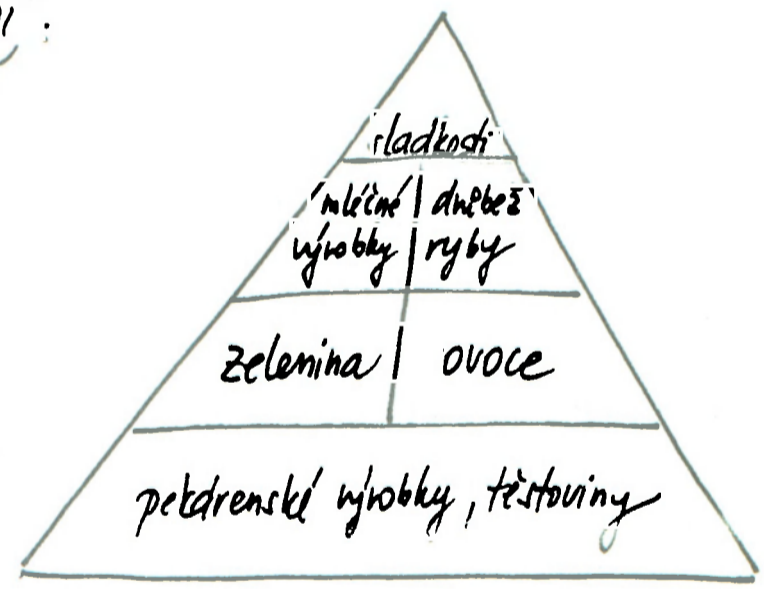 sladkosti
mléčné | drůbež
výrobky | ryby
zelenina | ovoce
pekárenské výrobky, těstoviny